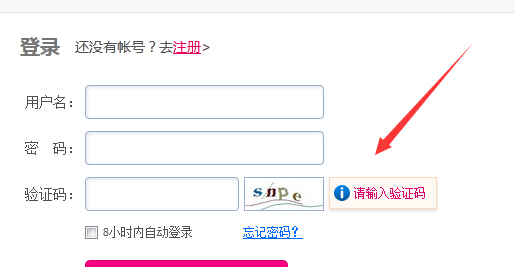 登录 还没有帐号？去注册>
用户名：
密 码：
验证码： snpe 请输入验证码
8小时内自动登录 忘记密码？